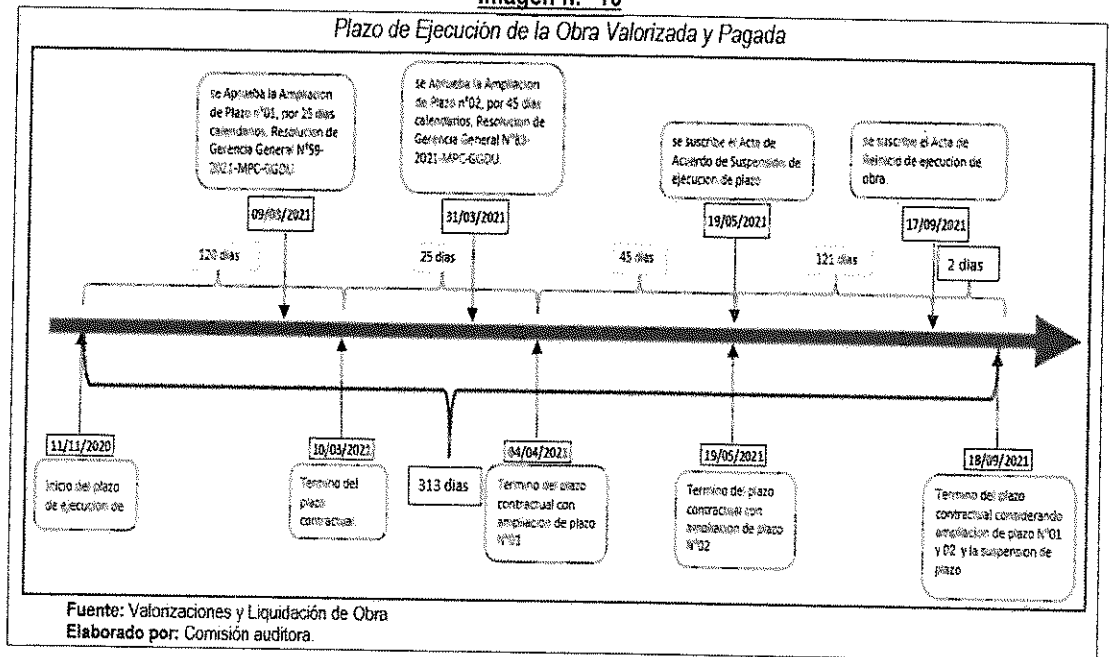 Imagen n.° 10
Plazo de Ejecución de la Obra Valorizada y Pagada
se Aprueba la Ampliacion
de Plazo n°01, por 25 dias
calendarios, Resolucion de
Gerencia General N°59-
2021-MPC-GGDU
se Aprueba la Ampliacion
de Plazo n°02, por 45 dias
calendarios, Resolucion de
Gerencia General N°83-
2021-MPC-GGDU
se suscribe el Acta de
Acuerdo de Suspension de
ejecucion de plazo
se suscribe el Acta de
Reinicio de ejecucion de
obra.
09/03/2021
31/03/2021
19/05/2021
17/09/2021
120 dias
25 dias
45 dias
121 dias
2 dias
11/11/2020
10/03/2021
313 dias
04/04/2021
19/05/2021
18/09/2021
Inicio del plazo
de ejecucion de
Termino del
plazo
contractual.
Termino del plazo
contractual con
ampliacion de plazo
N°01
Termino del plazo
contractual con
ampliacion de plazo
N°02
Termino del plazo
contractual considerando
ampliacion de plazo N°01
y 02 y la suspension de
plazo
Fuente: Valorizaciones y Liquidación de Obra
Elaborado por: Comisión auditora.